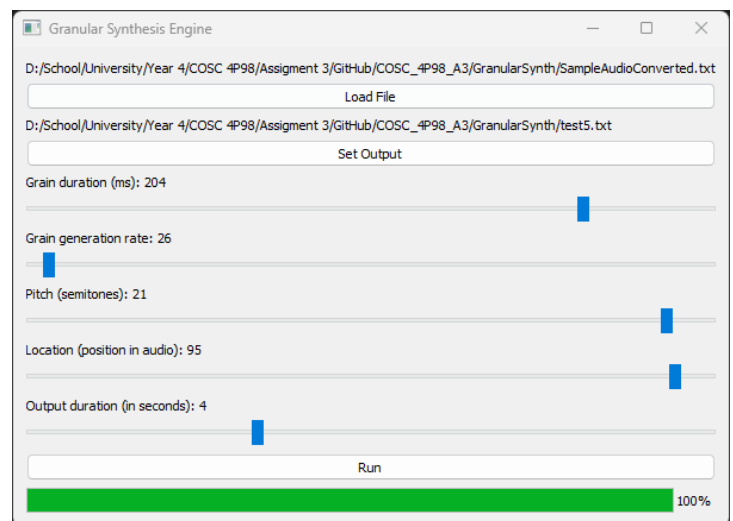 Granular Synthesis Engine
D:/School/University/Year 4/COSC 4P98/Assigment 3/GitHub/COSC_4P98_A3/GranularSynth/SampleAudioConverted.txt
Load File
D:/School/University/Year 4/COSC 4P98/Assigment 3/GitHub/COSC_4P98_A3/GranularSynth/test5.txt
Set Output
Grain duration (ms): 204
Grain generation rate: 26
Pitch (semitones): 21
Location (position in audio): 95
Output duration (in seconds): 4
Run
100%